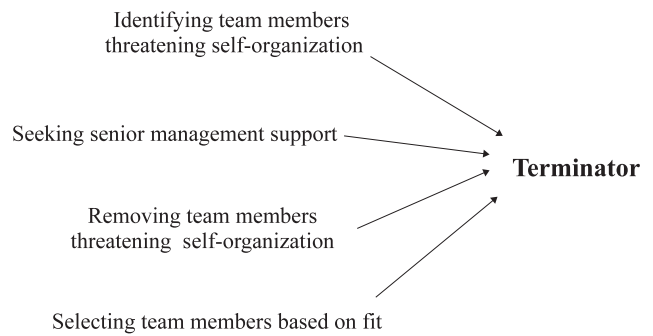 Identifying team members
threatening self-organization
Seeking senior management support
Terminator
Removing team members
threatening self-organization
Selecting team members based on fit